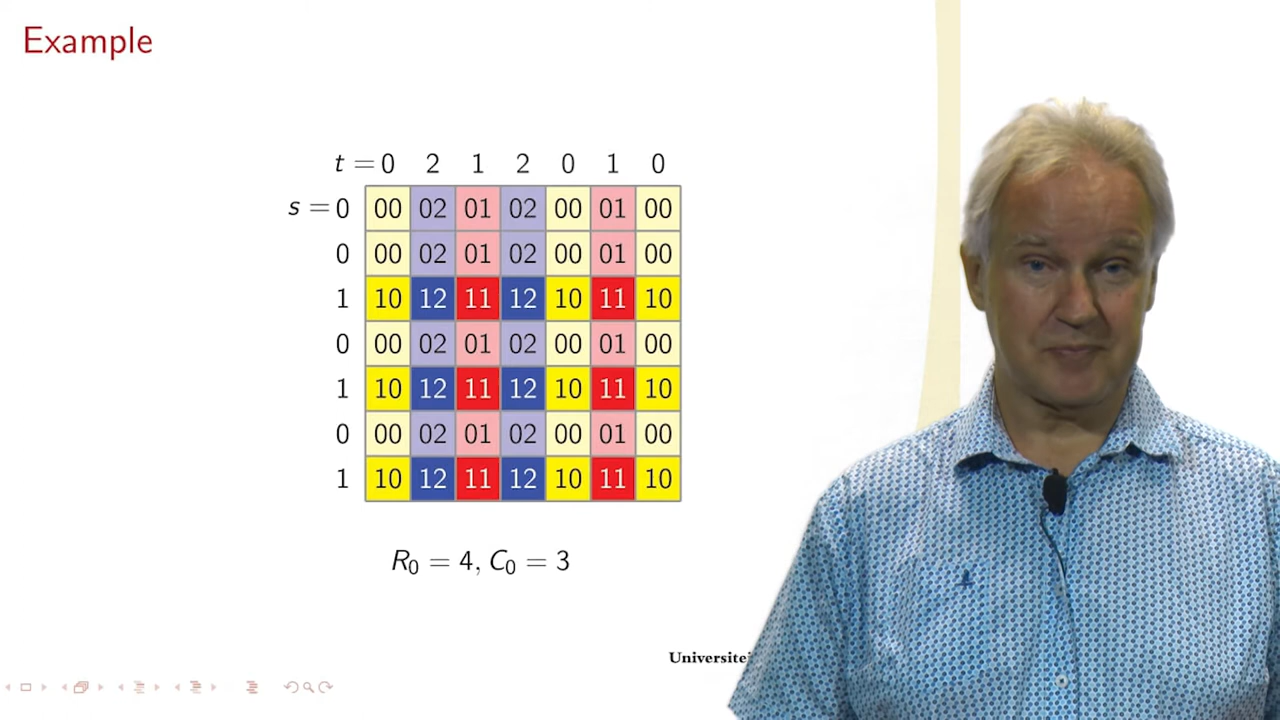 Example
t = 0 2 1 2 0 1 0
s = 0 00 02 01 02 00 01 00
0 00 02 01 02 00 01 00
1 10 12 11 12 10 11 10
0 00 02 01 02 00 01 00
1 10 12 11 12 10 11 10
0 00 02 01 02 00 01 00
1 10 12 11 12 10 11 10
R₀ = 4, C₀ = 3
Universitei